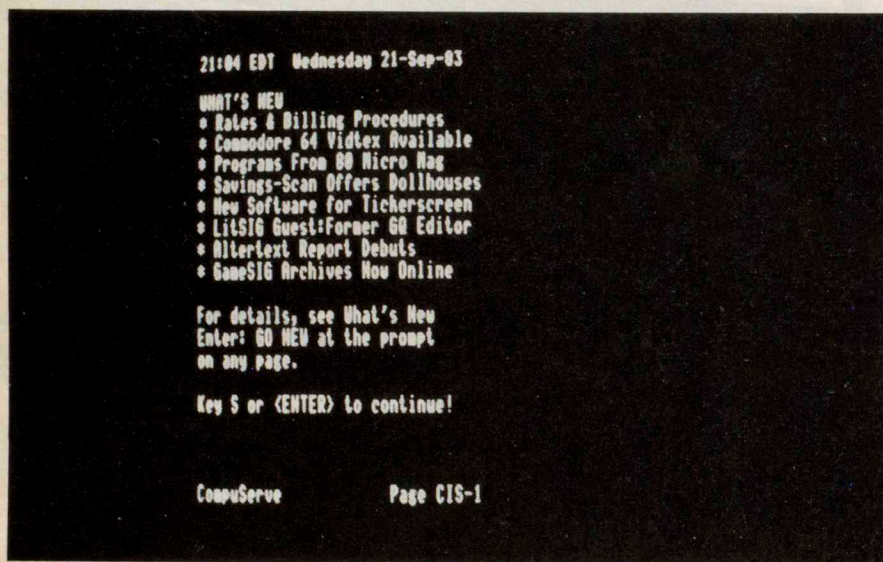 21:04 EDT Wednesday 21-Sep-83
WHAT'S NEW
* Rates & Billing Procedures
* Commodore 64 Vidtex Available
* Programs From 80 Micro Mag
* Savings-Scan Offers Dollhouses
* New Software for Tickerscreen
* LitSIG Guest:Former GQ Editor
* Altertext Report Debuts
* GameSIG Archives Now Online
For details, see What's New
Enter: GO NEW at the prompt
on any page.
Key S or <ENTER> to continue!
CompuServe Page CIS-1